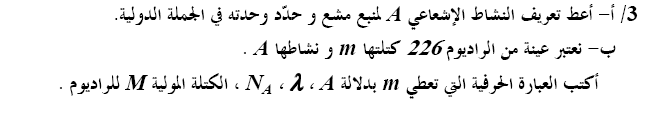 3/ أ- أعط تعريف النشاط الإشعاعي A لمنبع مشع و حدّد وحدته في الجملة الدولية.
ب- نعتبر عينة من الراديوم 226 كتلتها m و نشاطها A .
أكتب العبارة الحرفية التي تعطي m بدلالة A ، λ ، N_A ، الكتلة المولية M للراديوم .